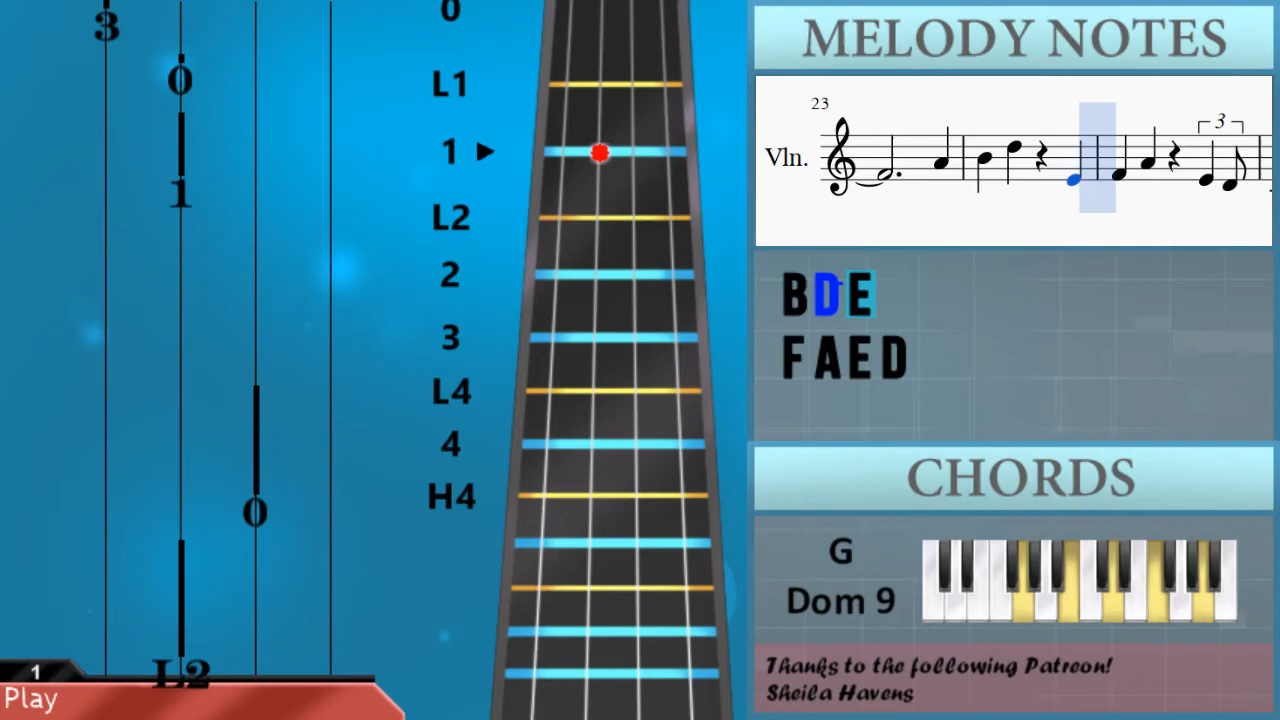 3
0
1
0
L2
1
Play
0
L1
1 ►
L2
2
3
L4
4
H4
MELODY NOTES
23
3
Vln.
BDE
FAED
CHORDS
G
Dom 9
Thanks to the following Patreon!
Sheila Havens